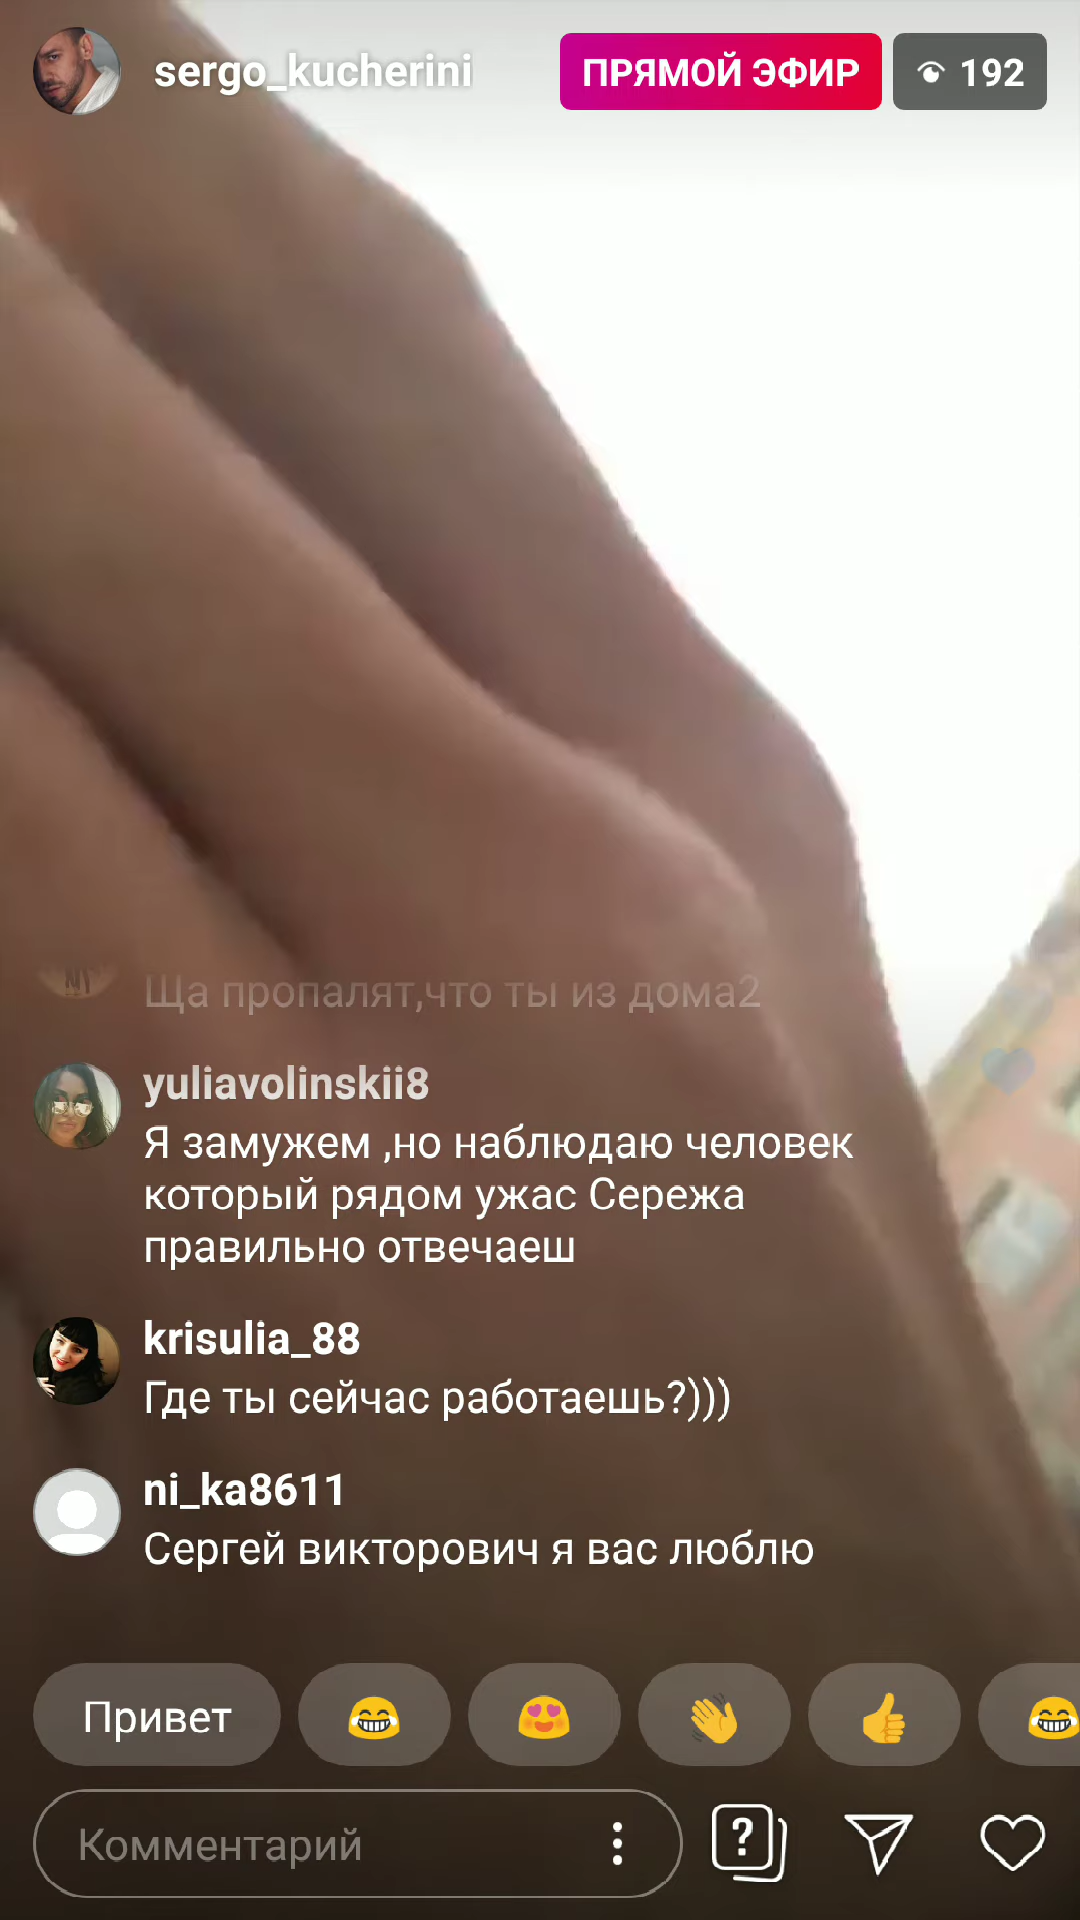 sergo_kucherini
ПРЯМОЙ ЭФИР
192
Ща пропалят,что ты из дома2
yuliavolinskii8
Я замужем ,но наблюдаю человек
который рядом ужас Сережа
правильно отвечаеш
krisulia_88
Где ты сейчас работаешь?)))
ni_ka8611
Сергей викторович я вас люблю
Привет
Комментарий
?